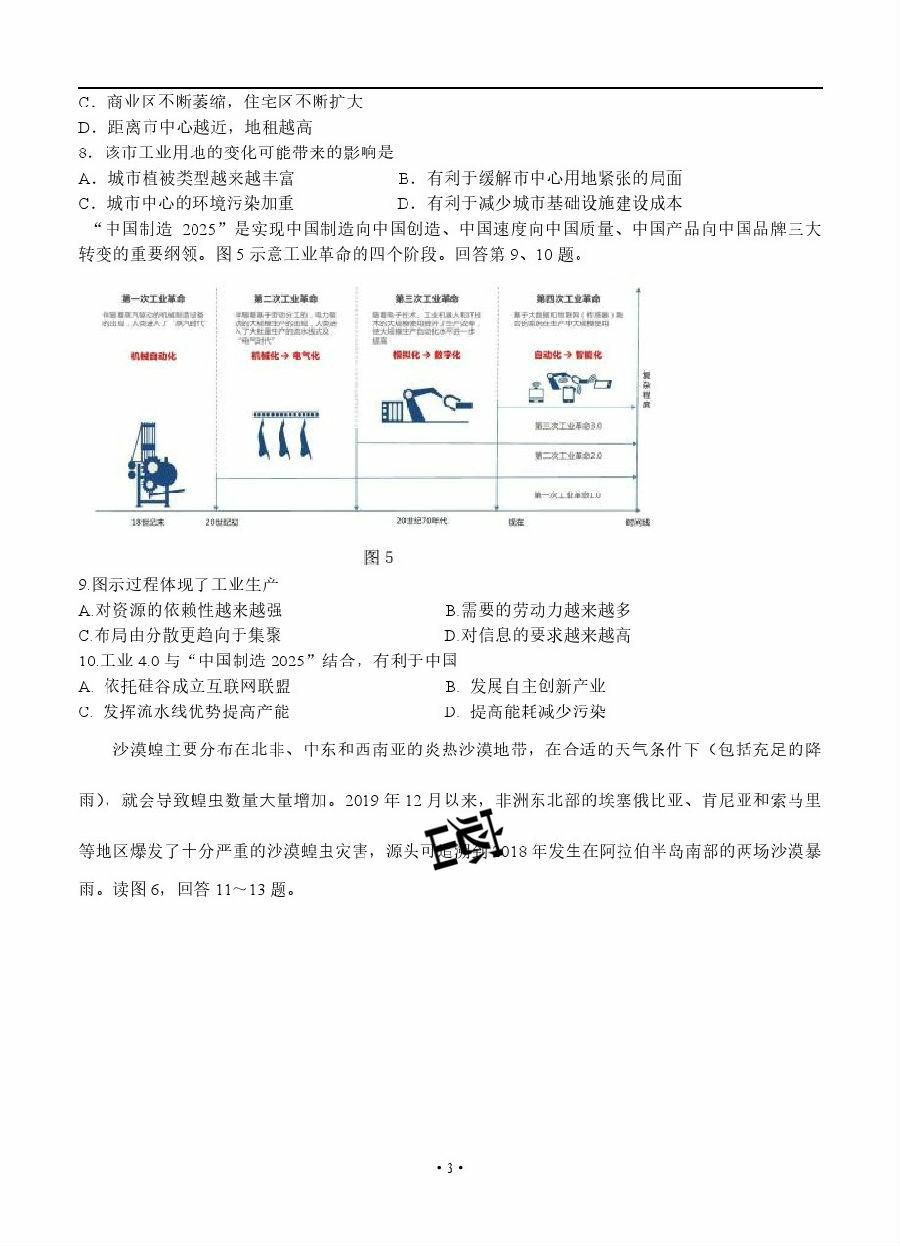 C．商业区不断萎缩，住宅区不断扩大
D．距离市中心越近，地租越高
8．该市工业用地的变化可能带来的影响是
A．城市植被类型越来越丰富 B．有利于缓解市中心用地紧张的局面
C．城市中心的环境污染加重 D．有利于减少城市基础设施建设成本
“中国制造 2025”是实现中国制造向中国创造、中国速度向中国质量、中国产品向中国品牌三大
转变的重要纲领。图 5 示意工业革命的四个阶段。回答第 9、10 题。
第一次工业革命 第二次工业革命 第三次工业革命 第四次工业革命
机械自动化 机械化→电气化 模拟化→数字化 自动化→智能化
复杂程度
第三次工业革命3.0
第二次工业革命2.0
第一次工业革命1.0
18世纪末 20世纪初 20世纪70年代 现在 时间线
图 5
9.图示过程体现了工业生产
A.对资源的依赖性越来越强 B.需要的劳动力越来越多
C.布局由分散更趋向于集聚 D.对信息的要求越来越高
10.工业 4.0 与“中国制造 2025”结合，有利于中国
A. 依托硅谷成立互联网联盟 B. 发展自主创新产业
C. 发挥流水线优势提高产能 D. 提高能耗减少污染
沙漠蝗主要分布在北非、中东和西南亚的炎热沙漠地带，在合适的天气条件下（包括充足的降
雨），就会导致蝗虫数量大量增加。2019 年 12 月以来，非洲东北部的埃塞俄比亚、肯尼亚和索马里
等地区爆发了十分严重的沙漠蝗虫灾害，源头可追溯到 2018 年发生在阿拉伯半岛南部的两场沙漠暴
雨。读图 6，回答 11～13 题。
• 3 •